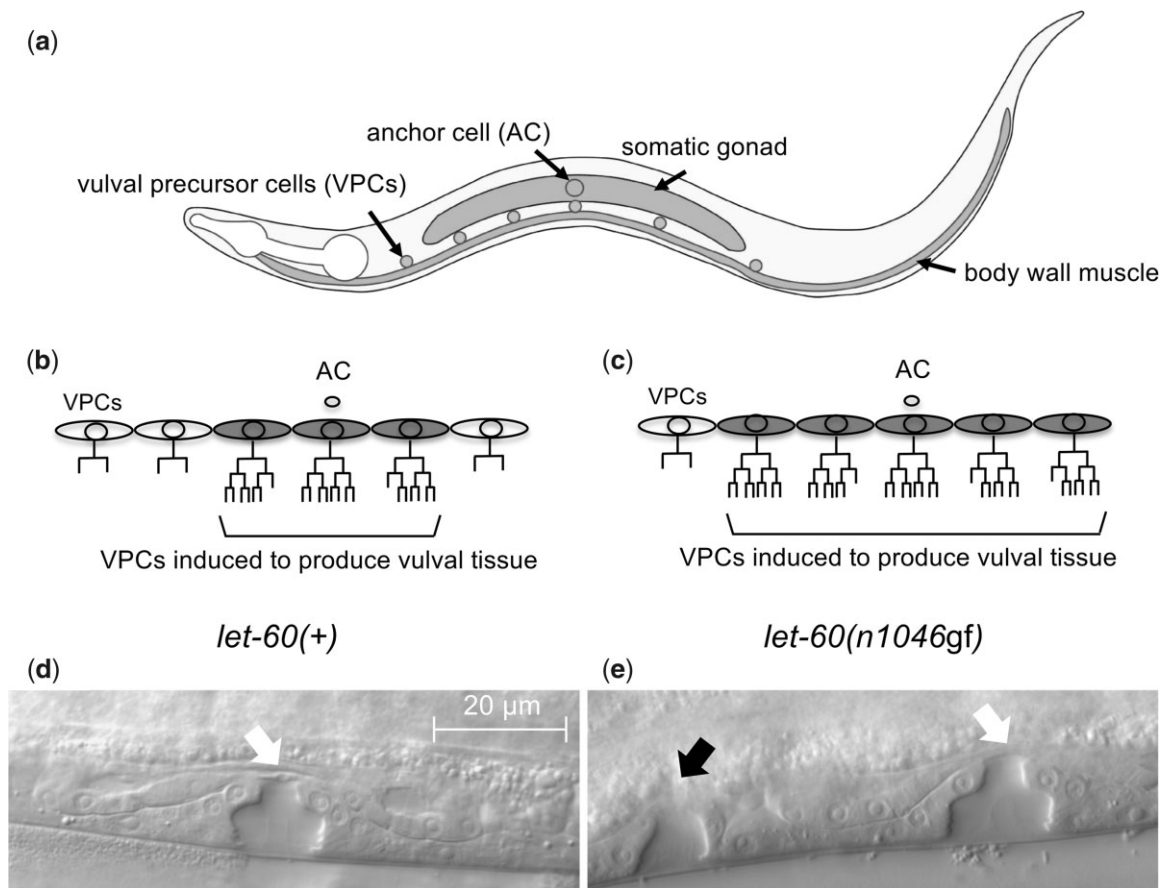 (a)
anchor cell (AC)
somatic gonad
vulval precursor cells (VPCs)
body wall muscle
(b)
AC
VPCs
VPCs induced to produce vulval tissue
(c)
AC
VPCs
VPCs induced to produce vulval tissue
let-60(+)
let-60(n1046gf)
(d)
20 μm
(e)